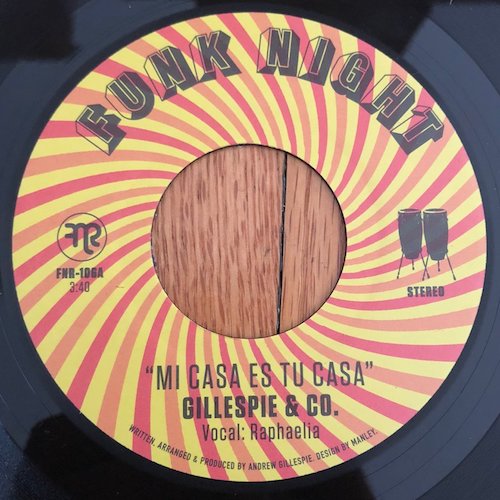 FUNK NIGHT
FNR
FNR-106A
3:40
STEREO
"MI CASA ES TU CASA"
GILLESPIE & CO.
Vocal: Raphaelia
WRITTEN, ARRANGED & PRODUCED BY ANDREW GILLESPIE. DESIGN BY MANLEY.